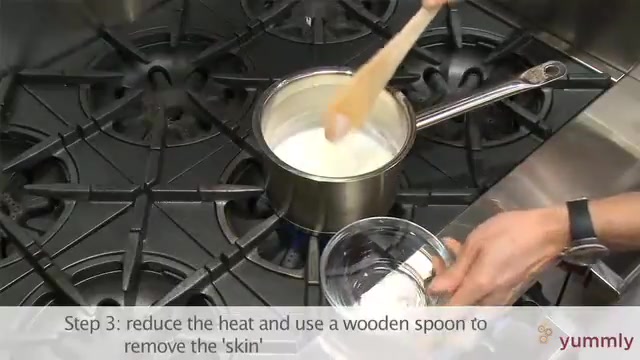 Step 3: reduce the heat and use a wooden spoon to
remove the 'skin'
yummly